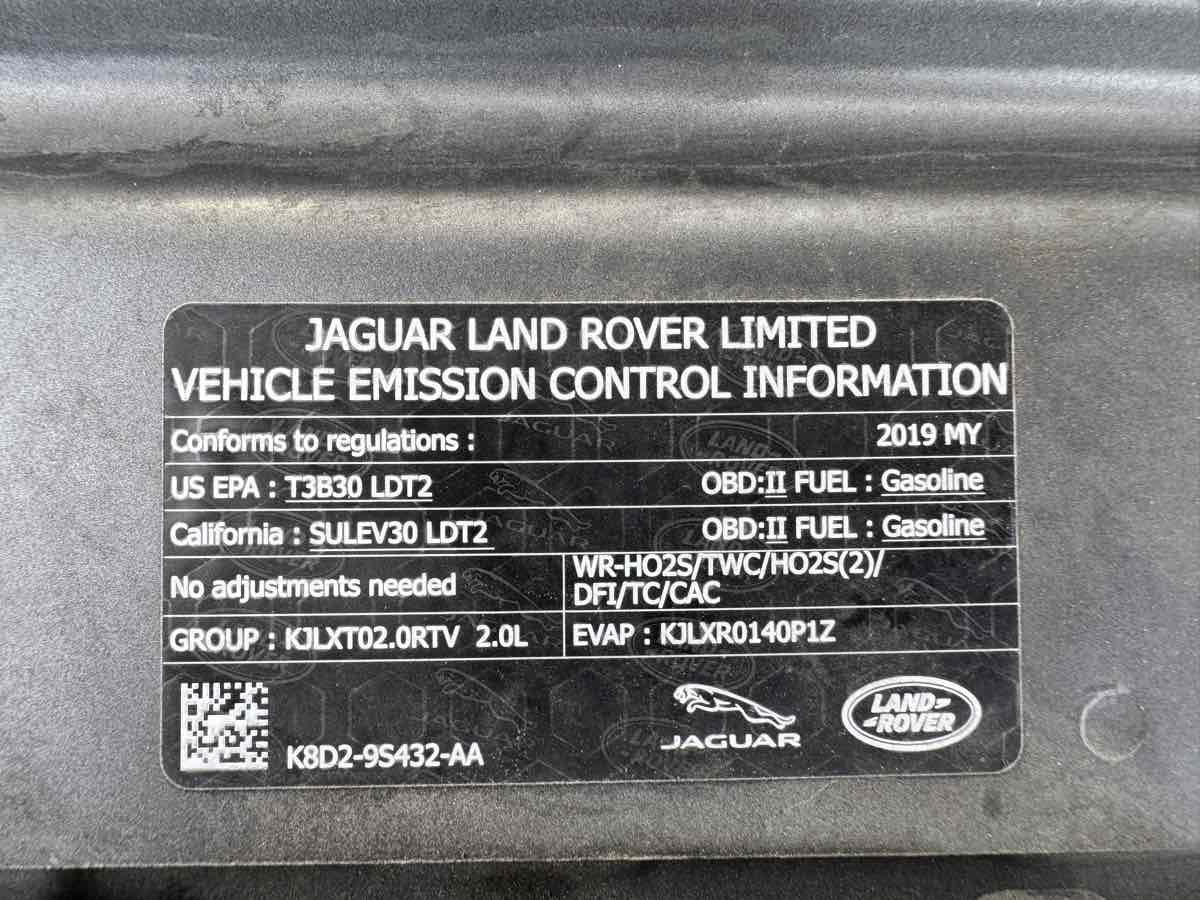 JAGUAR LAND ROVER LIMITED
VEHICLE EMISSION CONTROL INFORMATION
Conforms to regulations : 2019 MY
US EPA : T3B30 LDT2 OBD:II FUEL : Gasoline
California : SULEV30 LDT2 OBD:II FUEL : Gasoline
No adjustments needed
WR-HO2S/TWC/HO2S(2)/
DFI/TC/CAC
GROUP : KJLXT02.0RTV 2.0L
EVAP : KJLXR0140P1Z
K8D2-9S432-AA
JAGUAR
LAND-
-ROVER